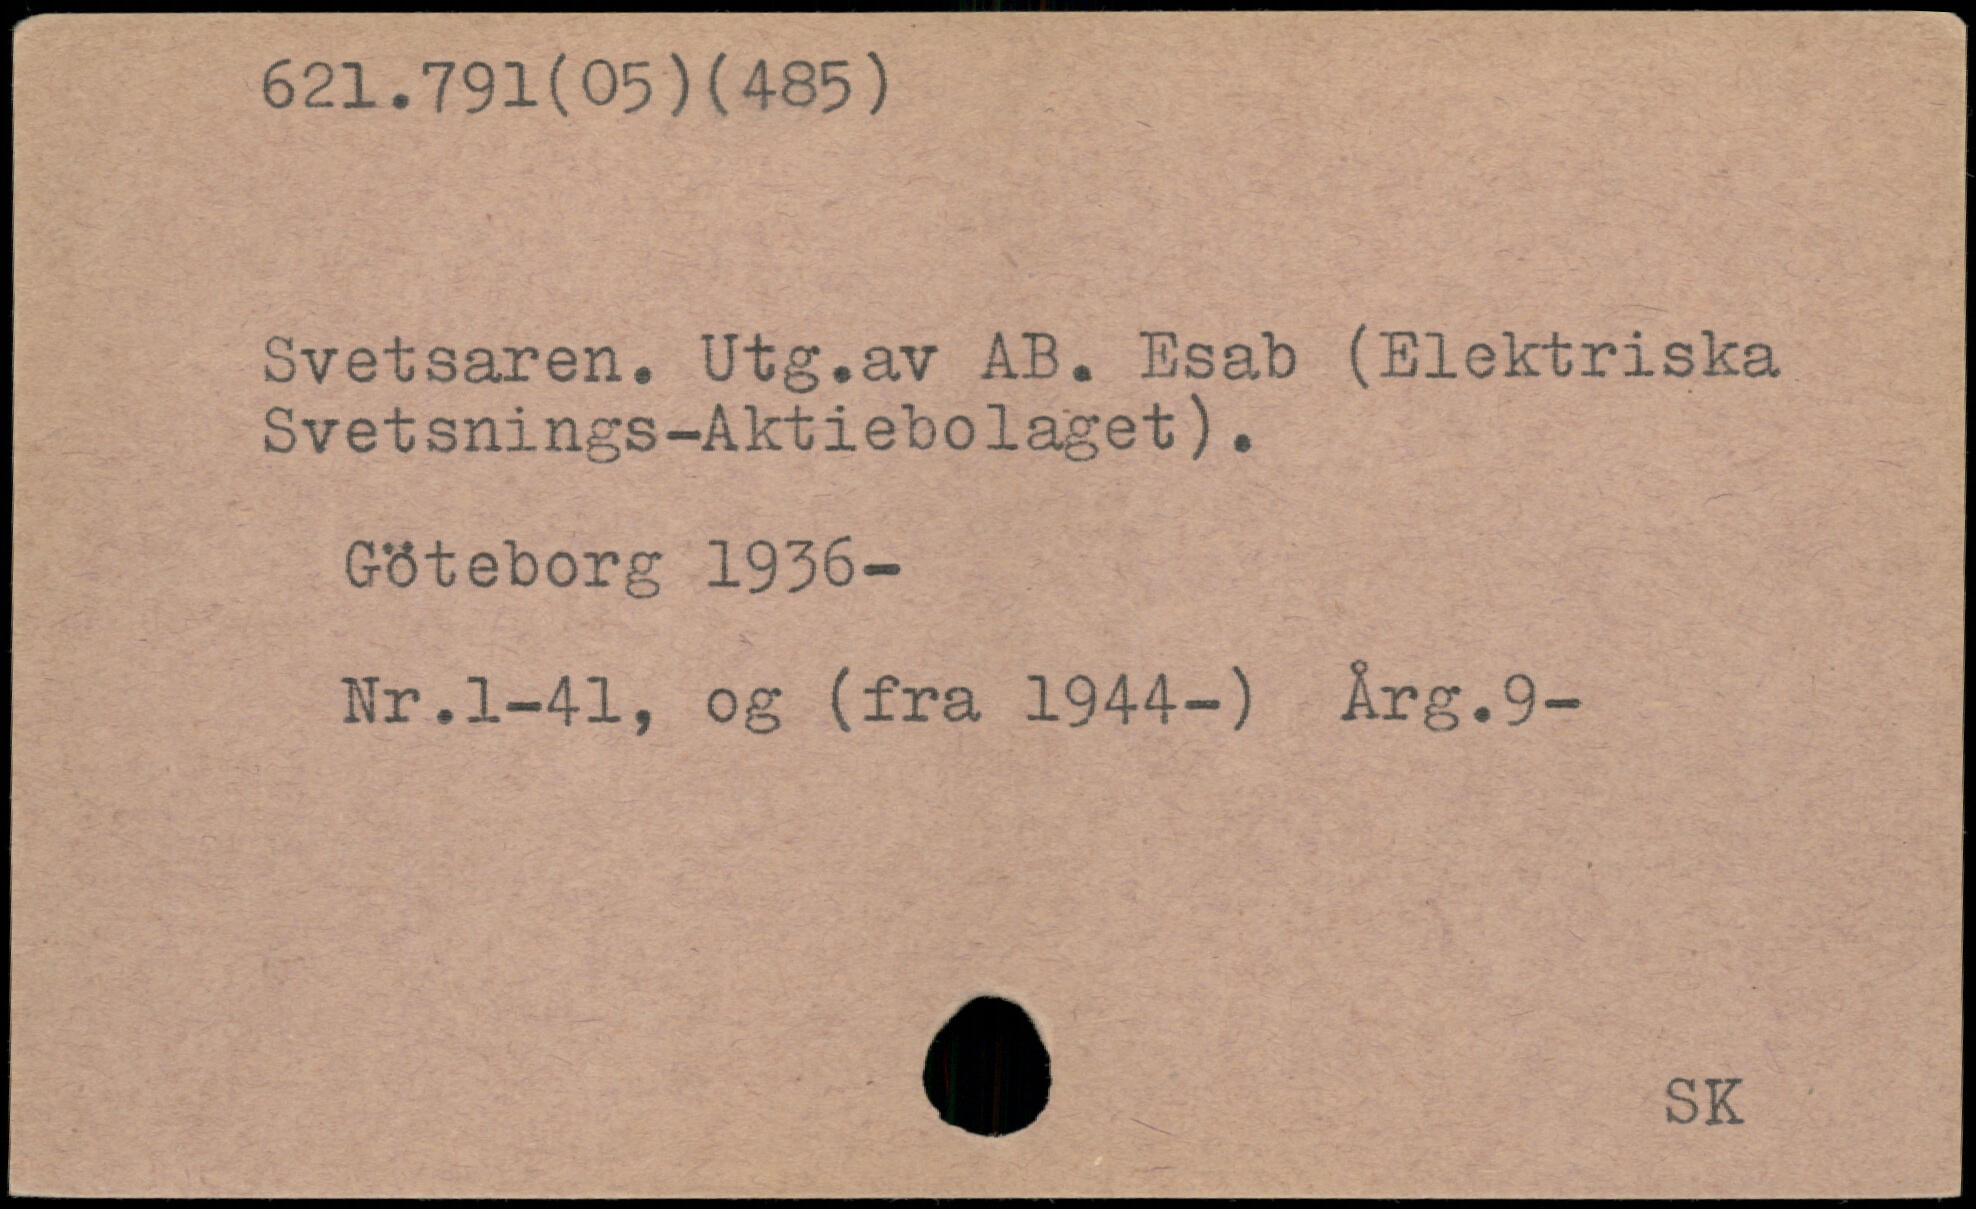 621.791(05)(485)
Svetsaren. Utg.av AB. Esab (Elektriska
Svetsnings-Aktiebolaget).
Göteborg 1936-
Nr.1-41, og (fra 1944-) Årg.9-
SK